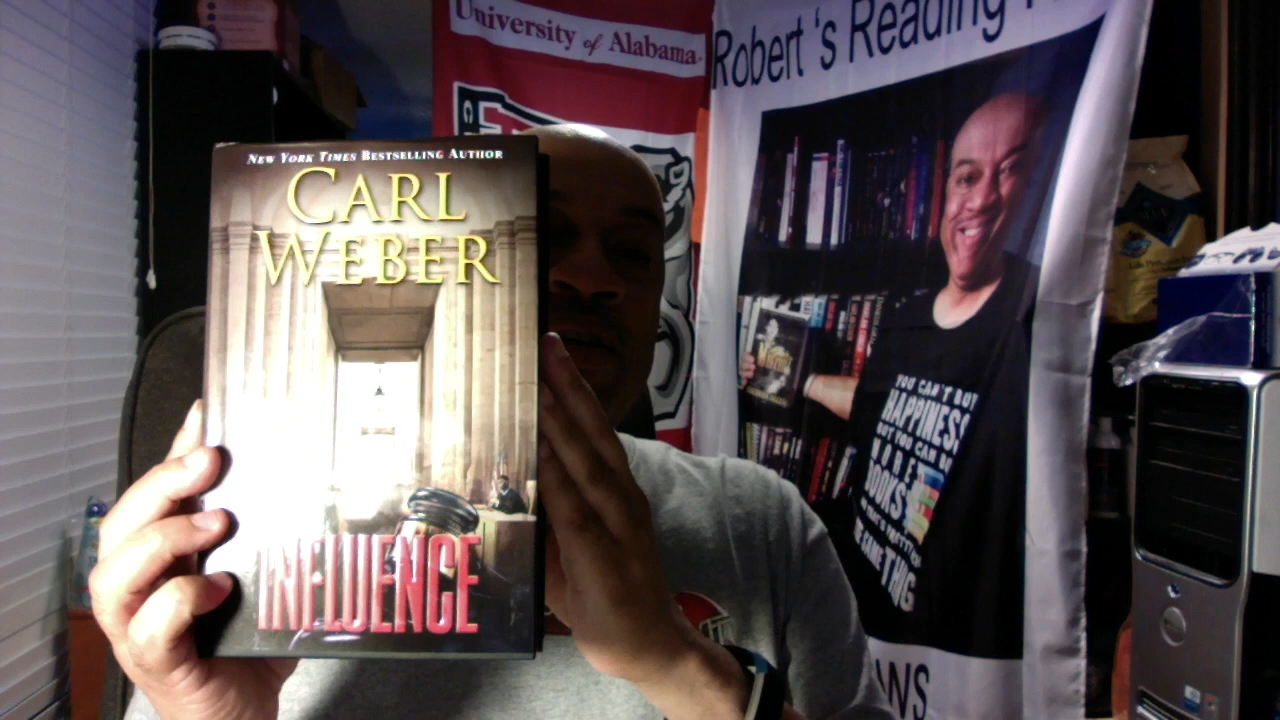 NEW YORK TIMES BESTSELLING AUTHOR
CARL
WEBER
INFLUENCE
University of Alabama
Robert 's Reading
YOU CAN'T BUY
HAPPINESS
BUT YOU CAN BUY
MORE
BOOKS